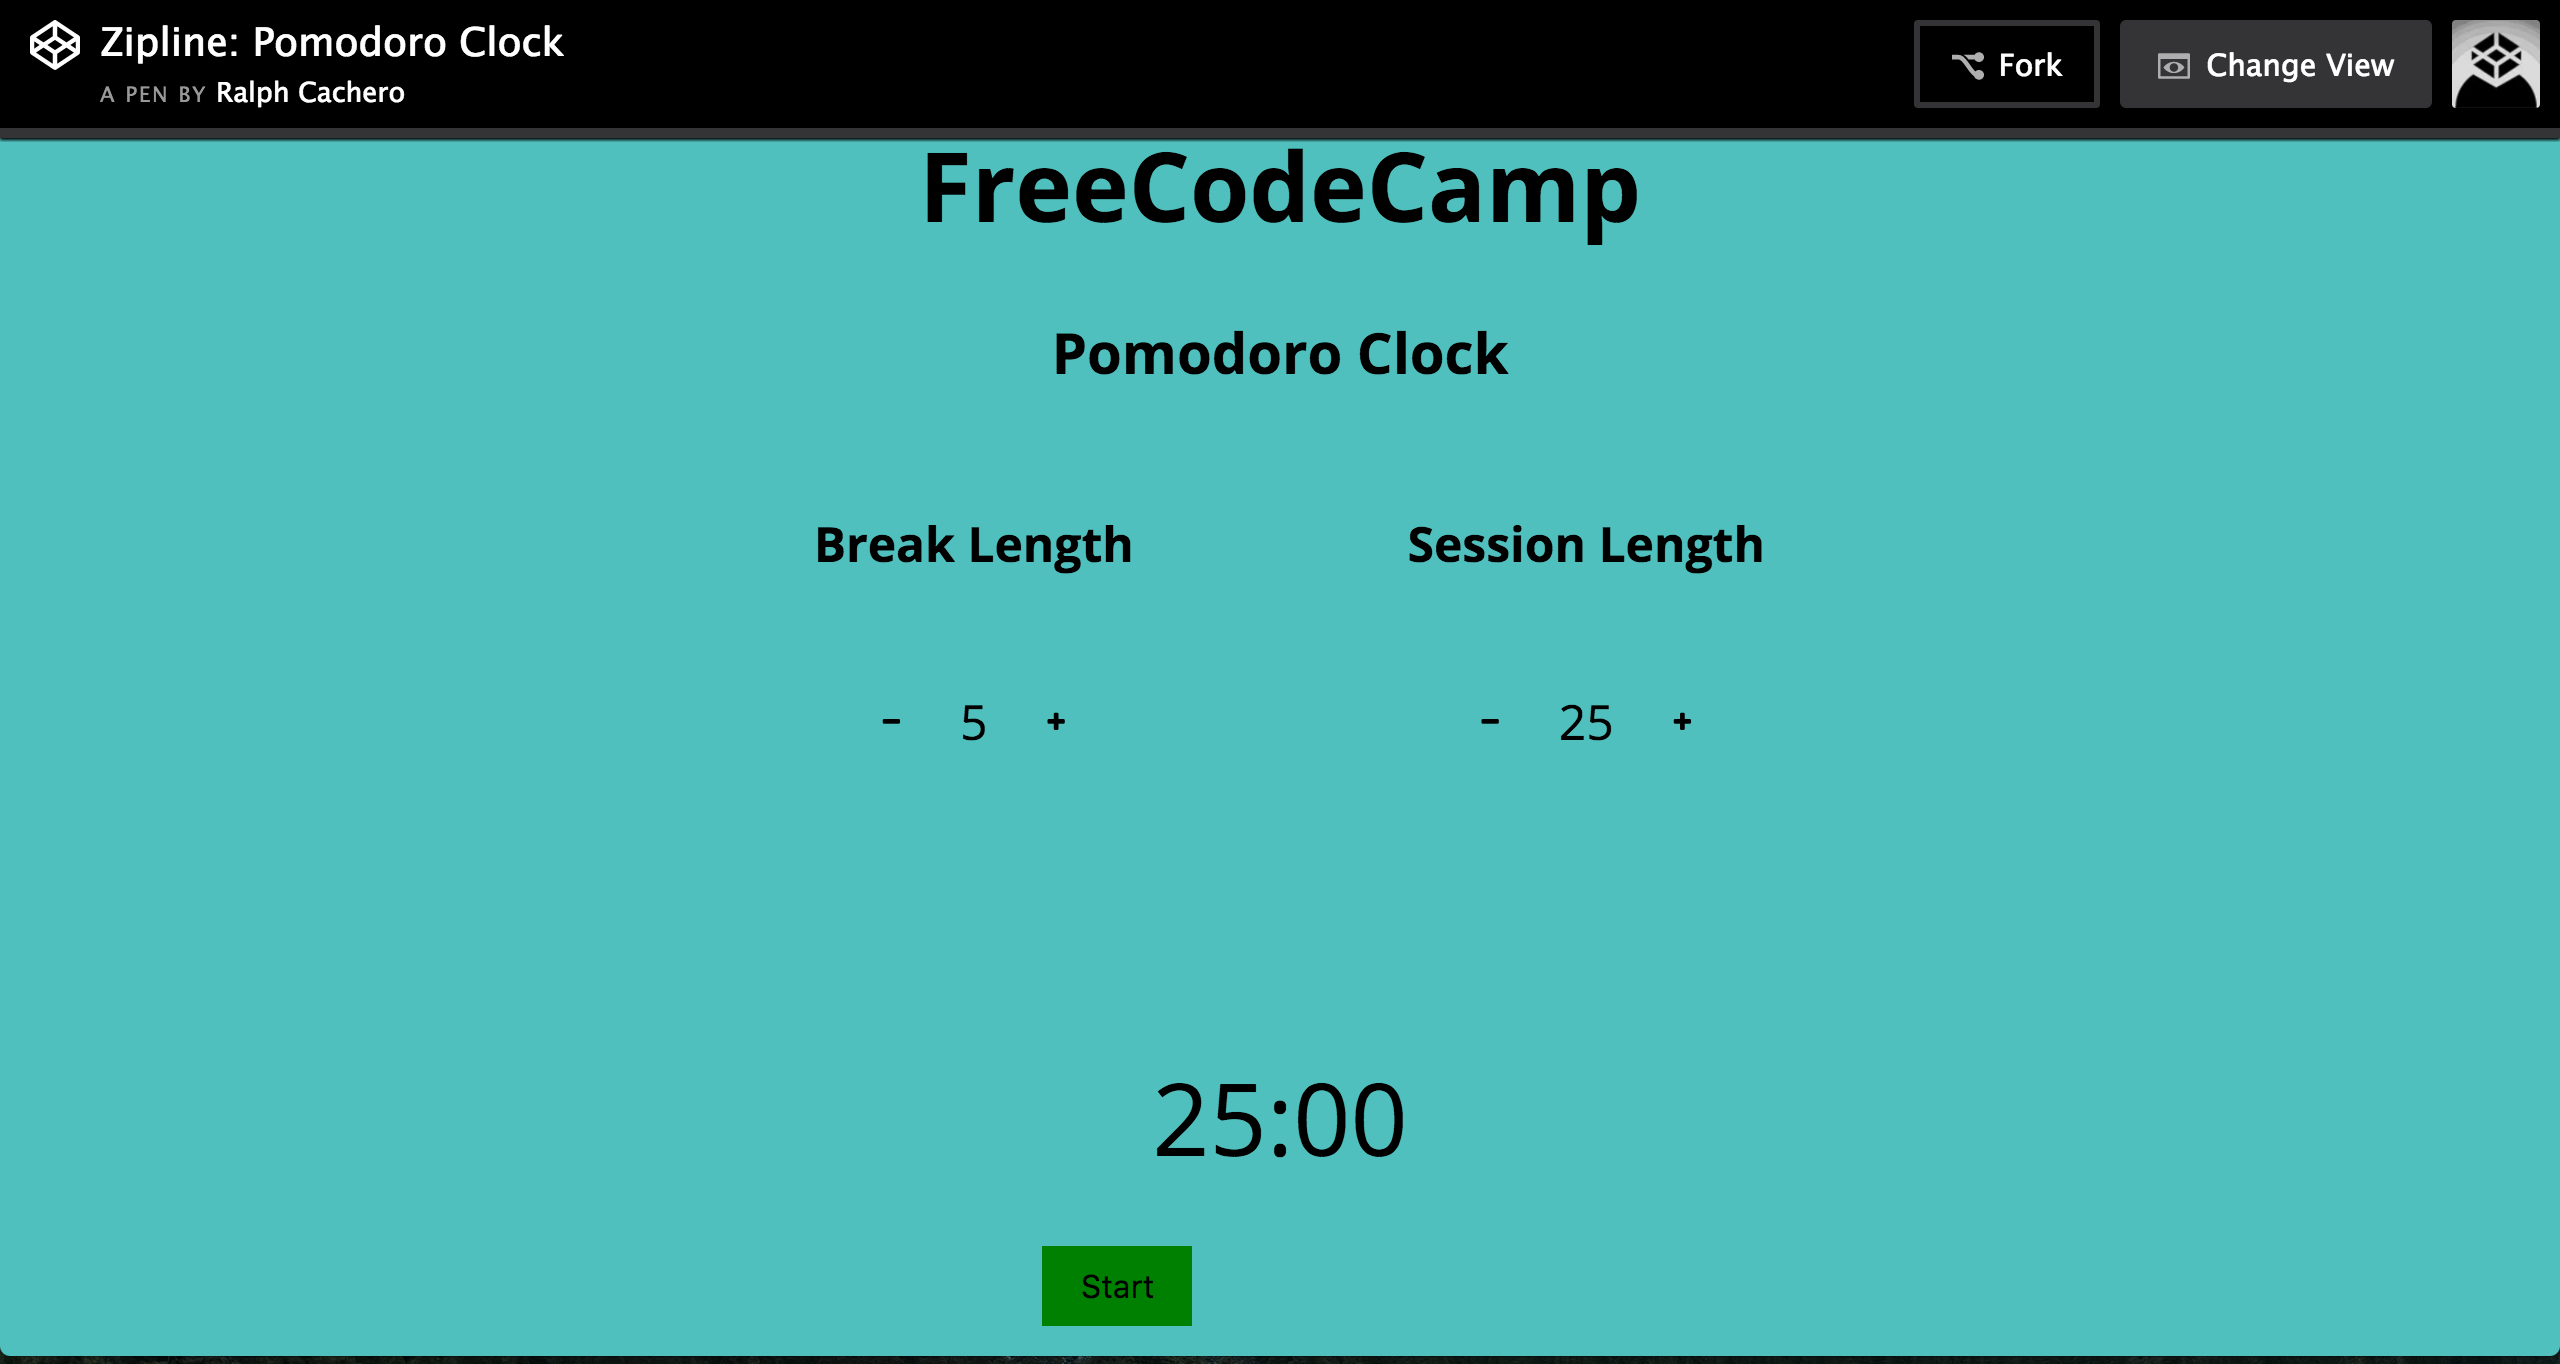 Zipline: Pomodoro Clock
A PEN BY Ralph Cachero
Fork
Change View
FreeCodeCamp
Pomodoro Clock
Break Length
Session Length
- 5 +
- 25 +
25:00
Start